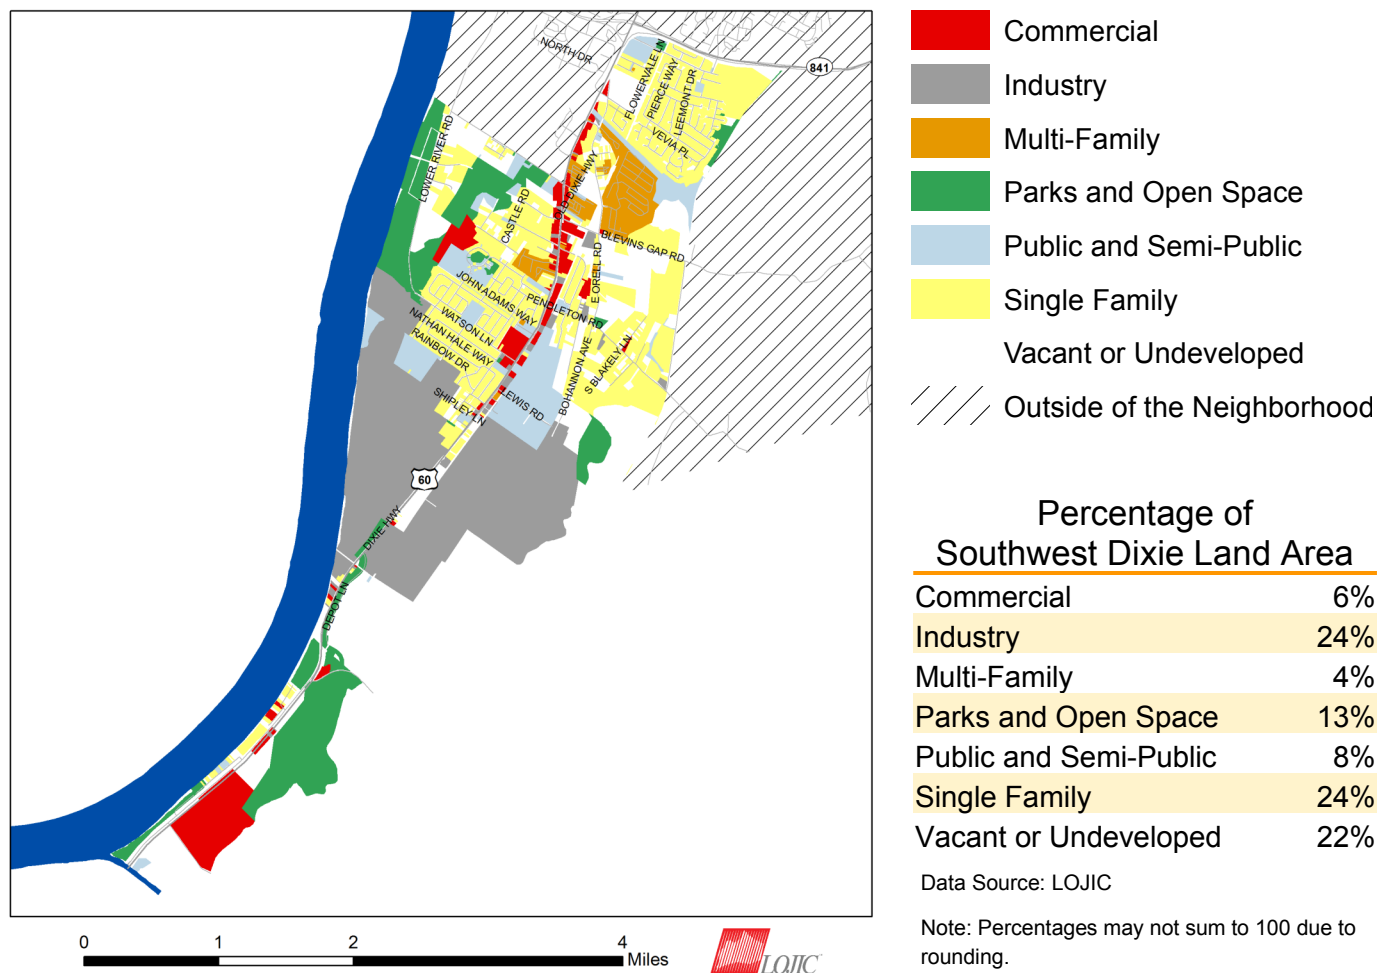 NORTH DR
841
FLOWERVALE LN
PIERCE WAY
LEEMONT DR
VEVIA PL
LOWER RIVER RD
OLD DIXIE HWY
CASTLE RD
BLEVINS GAP RD
E ORELL RD
JOHN ADAMS WAY
PENDLETON RD
WATSON LN
NATHAN HALE WAY
RAINBOW DR
BOHANNON AVE
S BLAKELY LN
SHIPLEY LN
LEWIS RD
60
DIXIE HWY
DEPOT LN
0 1 2 4
Miles
LOJIC
Commercial
Industry
Multi-Family
Parks and Open Space
Public and Semi-Public
Single Family
Vacant or Undeveloped
Outside of the Neighborhood
Percentage of
Southwest Dixie Land Area
Commercial 6%
Industry 24%
Multi-Family 4%
Parks and Open Space 13%
Public and Semi-Public 8%
Single Family 24%
Vacant or Undeveloped 22%
Data Source: LOJIC
Note: Percentages may not sum to 100 due to
rounding.